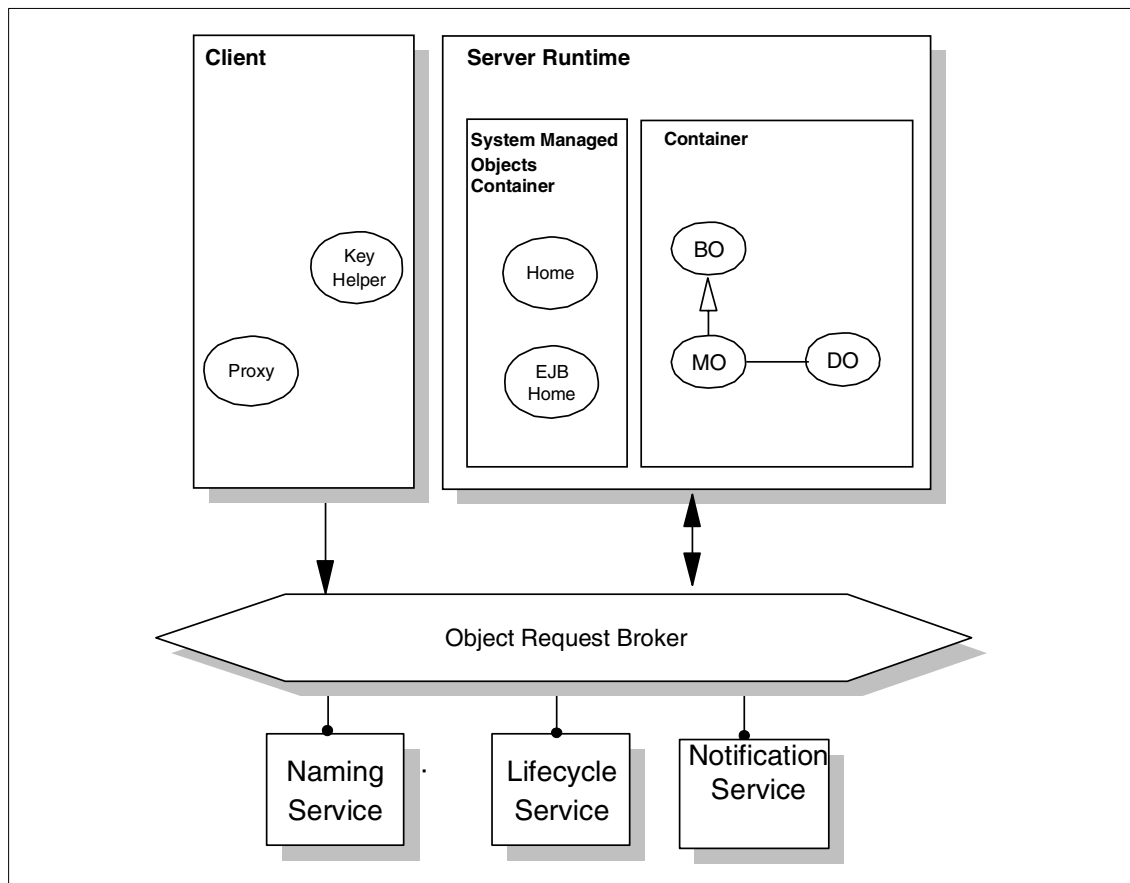 Client
Key
Helper
Proxy
Server Runtime
System Managed
Objects
Container
Home
EJB
Home
Container
BO
MO
DO
Object Request Broker
Naming
Service
.
Lifecycle
Service
Notification
Service